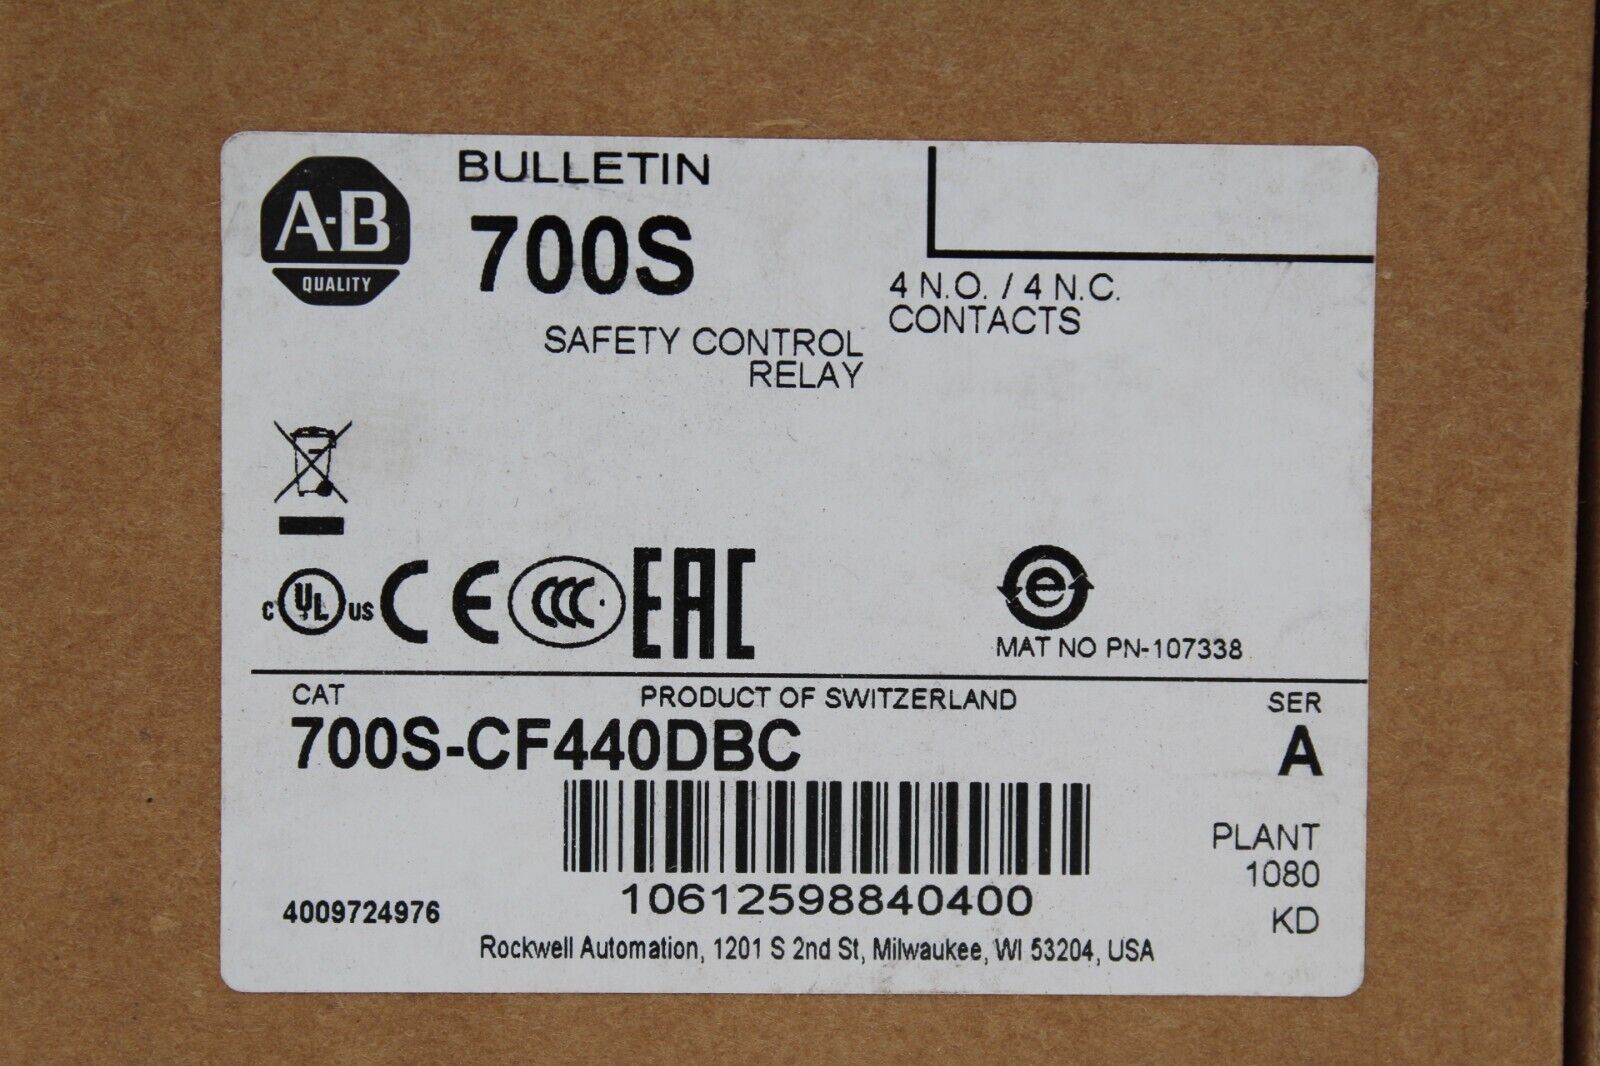 A-B
QUALITY
BULLETIN
700S
SAFETY CONTROL
RELAY
4 N.O. / 4 N.C.
CONTACTS
c UL us CE CCC EAC
e
MAT NO PN-107338
CAT
PRODUCT OF SWITZERLAND
SER
700S-CF440DBC
A
PLANT
1080
KD
10612598840400
4009724976
Rockwell Automation, 1201 S 2nd St, Milwaukee, WI 53204, USA